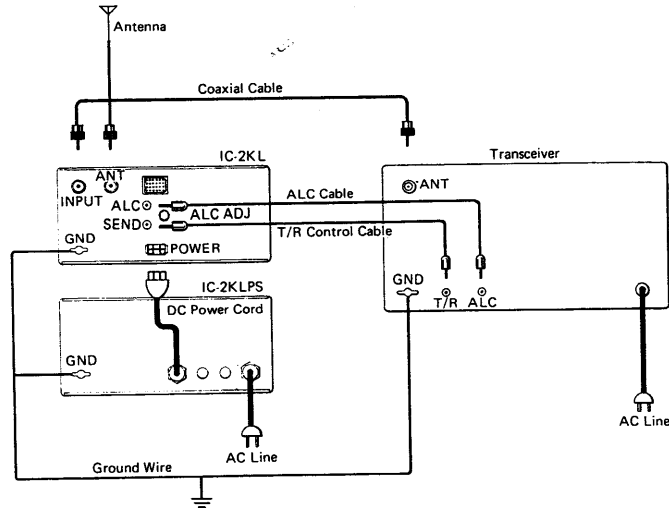 Antenna
Coaxial Cable
IC-2KL
Transceiver
ANT
INPUT
ALC
ALC ADJ
SEND
GND
POWER
ALC Cable
T/R Control Cable
ANT
GND
T/R
ALC
IC-2KLPS
DC Power Cord
GND
AC Line
AC Line
Ground Wire